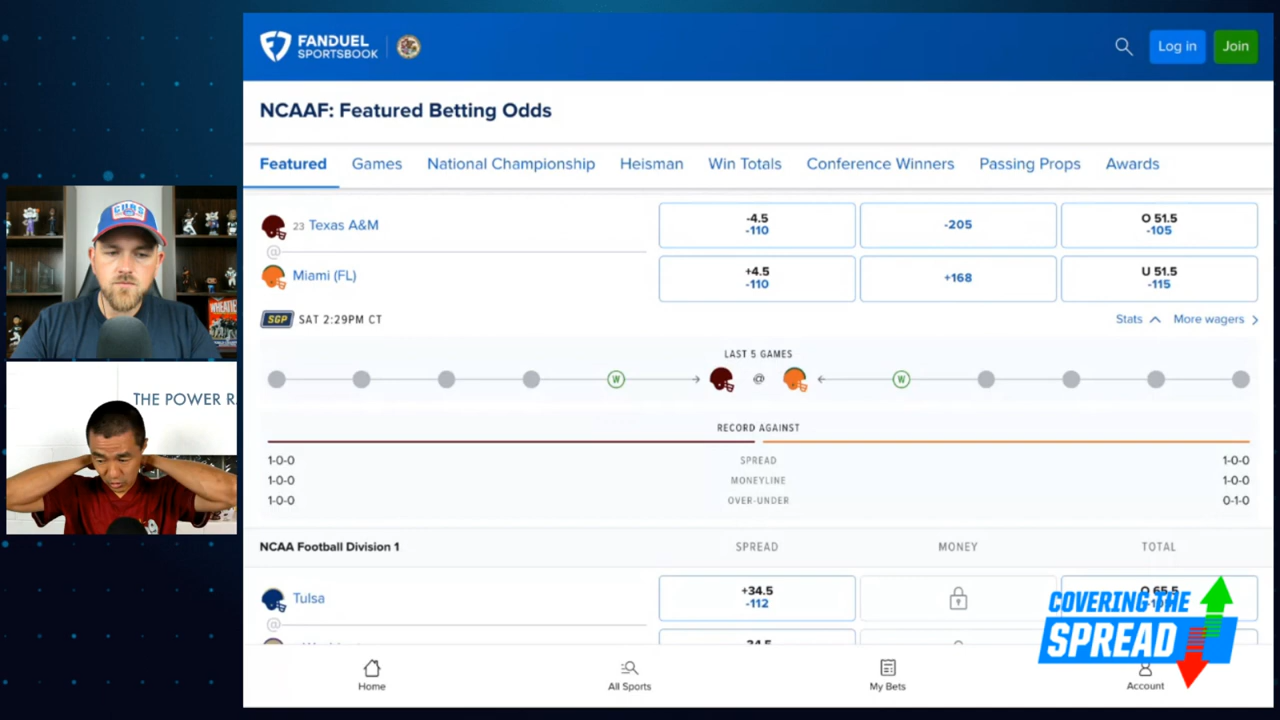 FANDUEL
SPORTSBOOK
Log in
Join
NCAAF: Featured Betting Odds
Featured
Games
National Championship
Heisman
Win Totals
Conference Winners
Passing Props
Awards
23 Texas A&M
-4.5
-110
-205
O 51.5
-105
@
Miami (FL)
+4.5
-110
+168
U 51.5
-115
SGP
SAT 2:29PM CT
Stats
More wagers
LAST 5 GAMES
W
@
W
RECORD AGAINST
1-0-0 SPREAD 1-0-0
1-0-0 MONEYLINE 1-0-0
1-0-0 OVER-UNDER 0-1-0
NCAA Football Division 1
SPREAD
MONEY
TOTAL
Tulsa
+34.5
-112
O 65.5
@
Home
All Sports
My Bets
Account
COVERING THE
SPREAD
CUBS
WHEATIES
THE POWER R